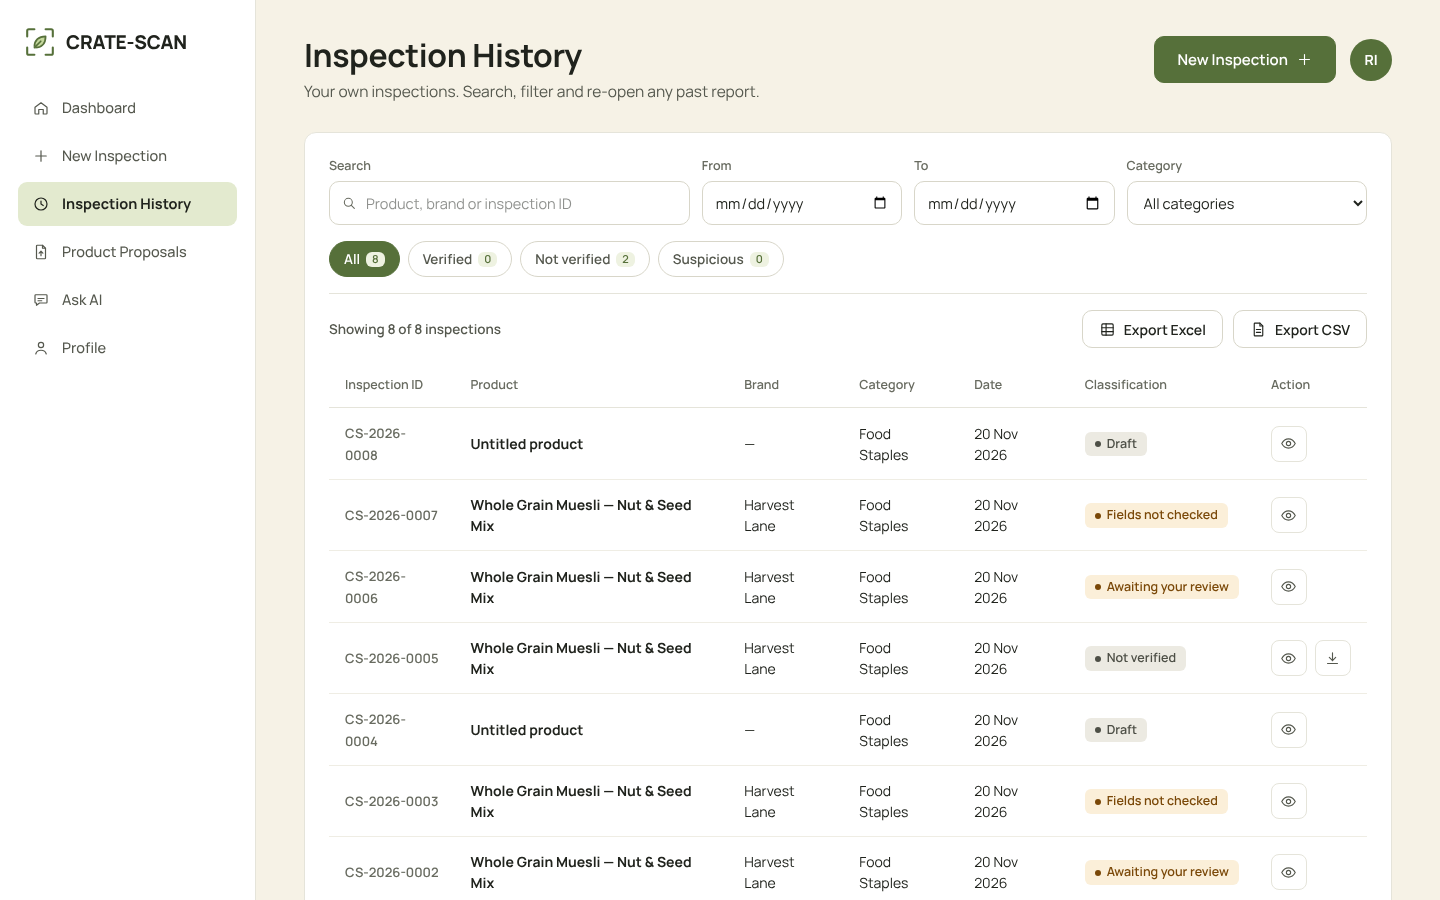 CRATE-SCAN
Dashboard
New Inspection
Inspection History
Product Proposals
Ask AI
Profile
Inspection History
Your own inspections. Search, filter and re-open any past report.
New Inspection
RI
Search
From
To
Category
Product, brand or inspection ID
mm/dd/yyyy
mm/dd/yyyy
All categories
All 8
Verified 0
Not verified 2
Suspicious 0
Showing 8 of 8 inspections
Export Excel
Export CSV
Inspection ID
Product
Brand
Category
Date
Classification
Action
CS-2026-
0008
Untitled product
—
Food
Staples
20 Nov
2026
Draft
CS-2026-0007
Whole Grain Muesli — Nut & Seed
Mix
Harvest
Lane
Food
Staples
20 Nov
2026
Fields not checked
CS-2026-
0006
Whole Grain Muesli — Nut & Seed
Mix
Harvest
Lane
Food
Staples
20 Nov
2026
Awaiting your review
CS-2026-0005
Whole Grain Muesli — Nut & Seed
Mix
Harvest
Lane
Food
Staples
20 Nov
2026
Not verified
CS-2026-
0004
Untitled product
—
Food
Staples
20 Nov
2026
Draft
CS-2026-0003
Whole Grain Muesli — Nut & Seed
Mix
Harvest
Lane
Food
Staples
20 Nov
2026
Fields not checked
CS-2026-0002
Whole Grain Muesli — Nut & Seed
Mix
Harvest
Lane
Food
Staples
20 Nov
2026
Awaiting your review